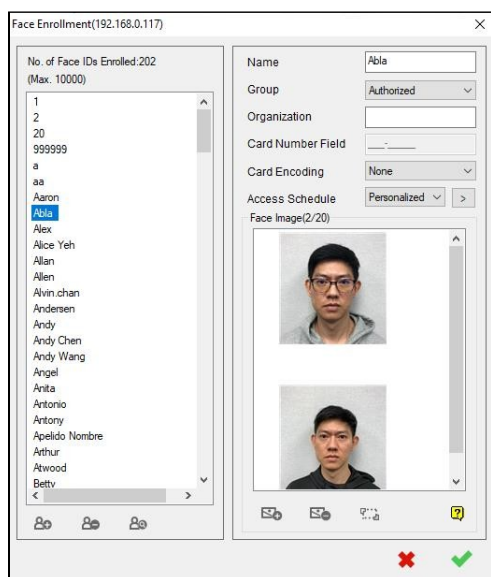 Face Enrollment(192.168.0.117)
No. of Face IDs Enrolled:202
(Max. 10000)
1
2
20
999999
a
aa
Aaron
Abla
Alex
Alice Yeh
Allan
Allen
Alvin.chan
Andersen
Andy
Andy Chen
Andy Wang
Angel
Anita
Antonio
Antony
Apelido Nombre
Arthur
Atwood
Betty
Name Abla
Group Authorized
Organization
Card Number Field ___-_____
Card Encoding None
Access Schedule Personalized >
Face Image(2/20)